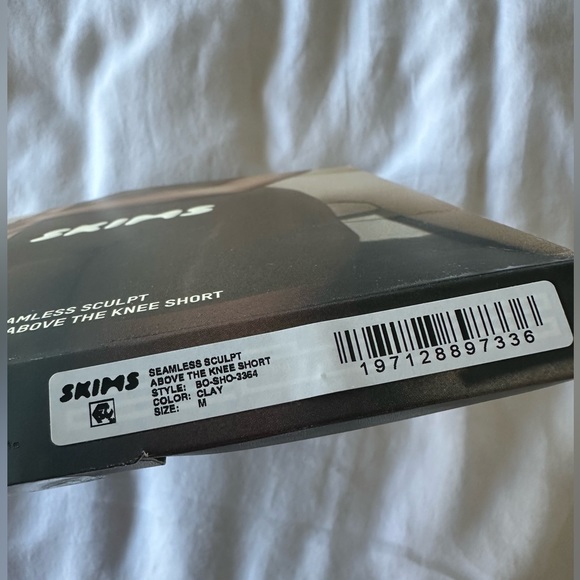 SKIMS
AMLESS SCULPT
ABOVE THE KNEE SHORT
SKIMS
SEAMLESS SCULPT
ABOVE THE KNEE SHORT
STYLE: BO-SHO-3364
COLOR: CLAY
SIZE: M
197128897336